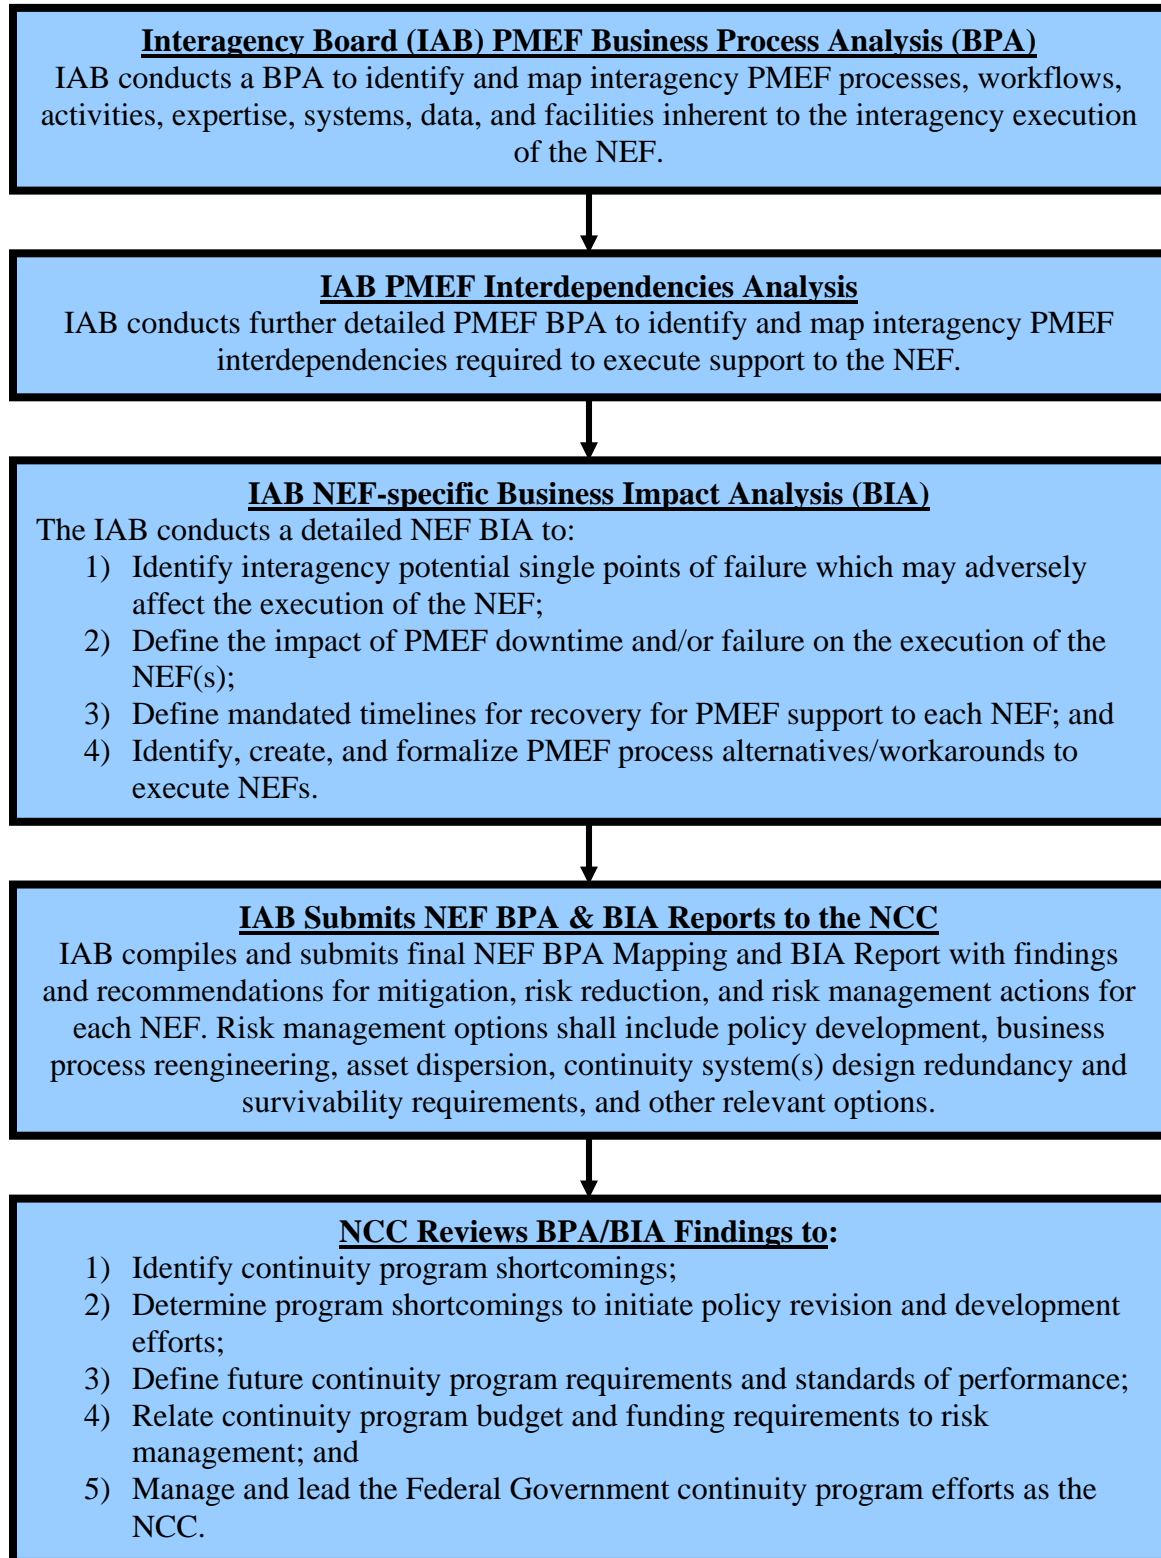 Interagency Board (IAB) PMEF Business Process Analysis (BPA)
IAB conducts a BPA to identify and map interagency PMEF processes, workflows,
activities, expertise, systems, data, and facilities inherent to the interagency execution
of the NEF.
IAB PMEF Interdependencies Analysis
IAB conducts further detailed PMEF BPA to identify and map interagency PMEF
interdependencies required to execute support to the NEF.
IAB NEF-specific Business Impact Analysis (BIA)
The IAB conducts a detailed NEF BIA to:
1) Identify interagency potential single points of failure which may adversely
affect the execution of the NEF;
2) Define the impact of PMEF downtime and/or failure on the execution of the
NEF(s);
3) Define mandated timelines for recovery for PMEF support to each NEF; and
4) Identify, create, and formalize PMEF process alternatives/workarounds to
execute NEFs.
IAB Submits NEF BPA & BIA Reports to the NCC
IAB compiles and submits final NEF BPA Mapping and BIA Report with findings
and recommendations for mitigation, risk reduction, and risk management actions for
each NEF. Risk management options shall include policy development, business
process reengineering, asset dispersion, continuity system(s) design redundancy and
survivability requirements, and other relevant options.
NCC Reviews BPA/BIA Findings to:
1) Identify continuity program shortcomings;
2) Determine program shortcomings to initiate policy revision and development
efforts;
3) Define future continuity program requirements and standards of performance;
4) Relate continuity program budget and funding requirements to risk
management; and
5) Manage and lead the Federal Government continuity program efforts as the
NCC.